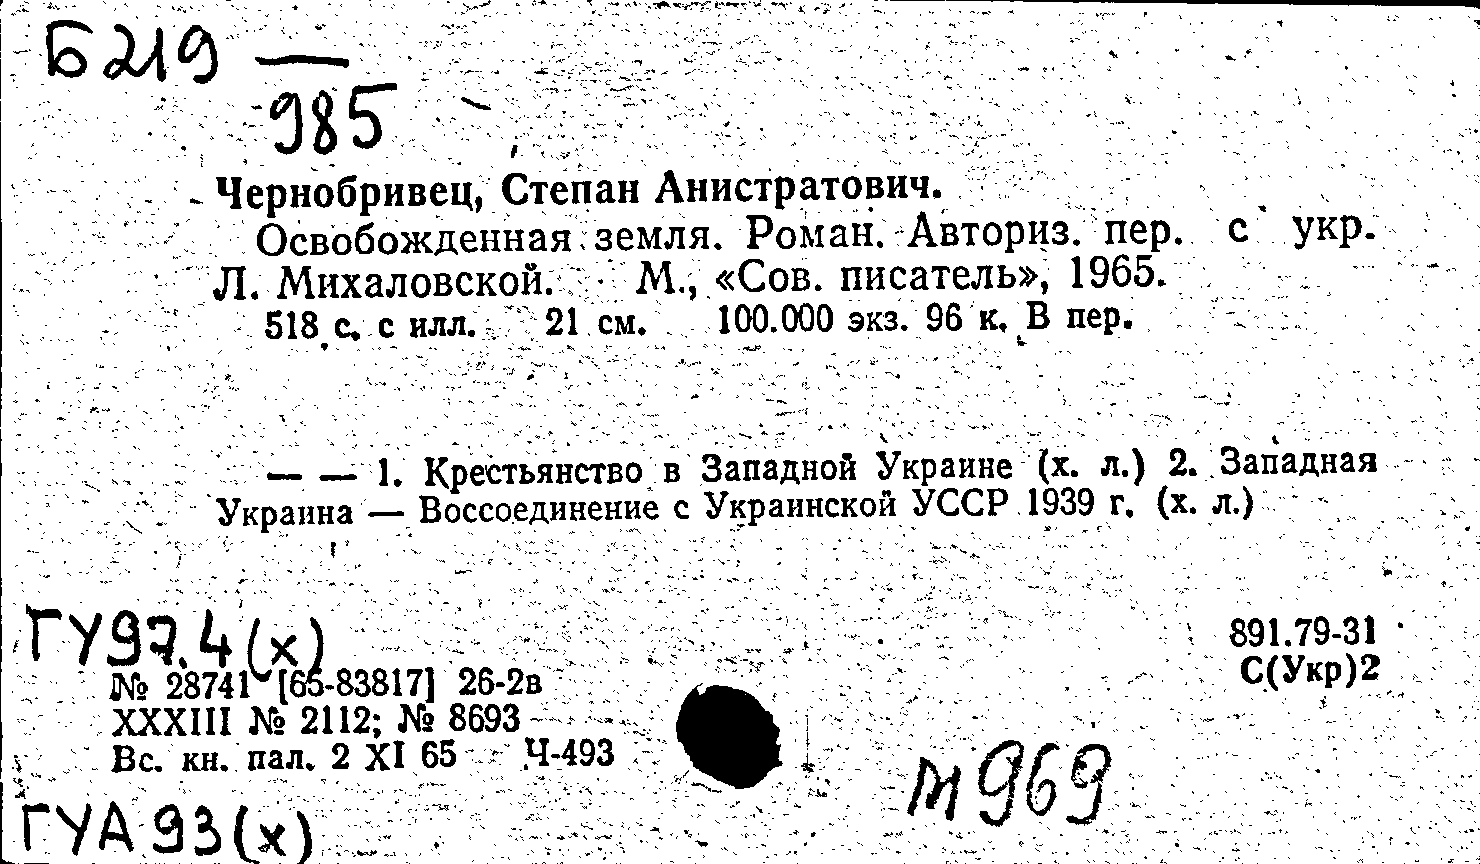 Б219 —
985
Чернобривец, Степан Анистратович.
Освобожденная земля. Роман. Авториз. пер. с укр.
Л. Михаловской. М., «Сов. писатель», 1965.
518 с. с илл. 21 см. 100.000 экз. 96 к. В пер.
— — 1. Крестьянство в Западной Украине (х. л.) 2. Западная
Украина — Воссоединение с Украинской УССР 1939 г. (х. л.)
ГУ97.4(х)
891.79-31
С(Укр)2
№ 28741 [65-83817] 26-2в
XXXIII № 2112; № 8693
Вс. кн. пал. 2 XI 65 Ч-493
m969
ГУА93(х)